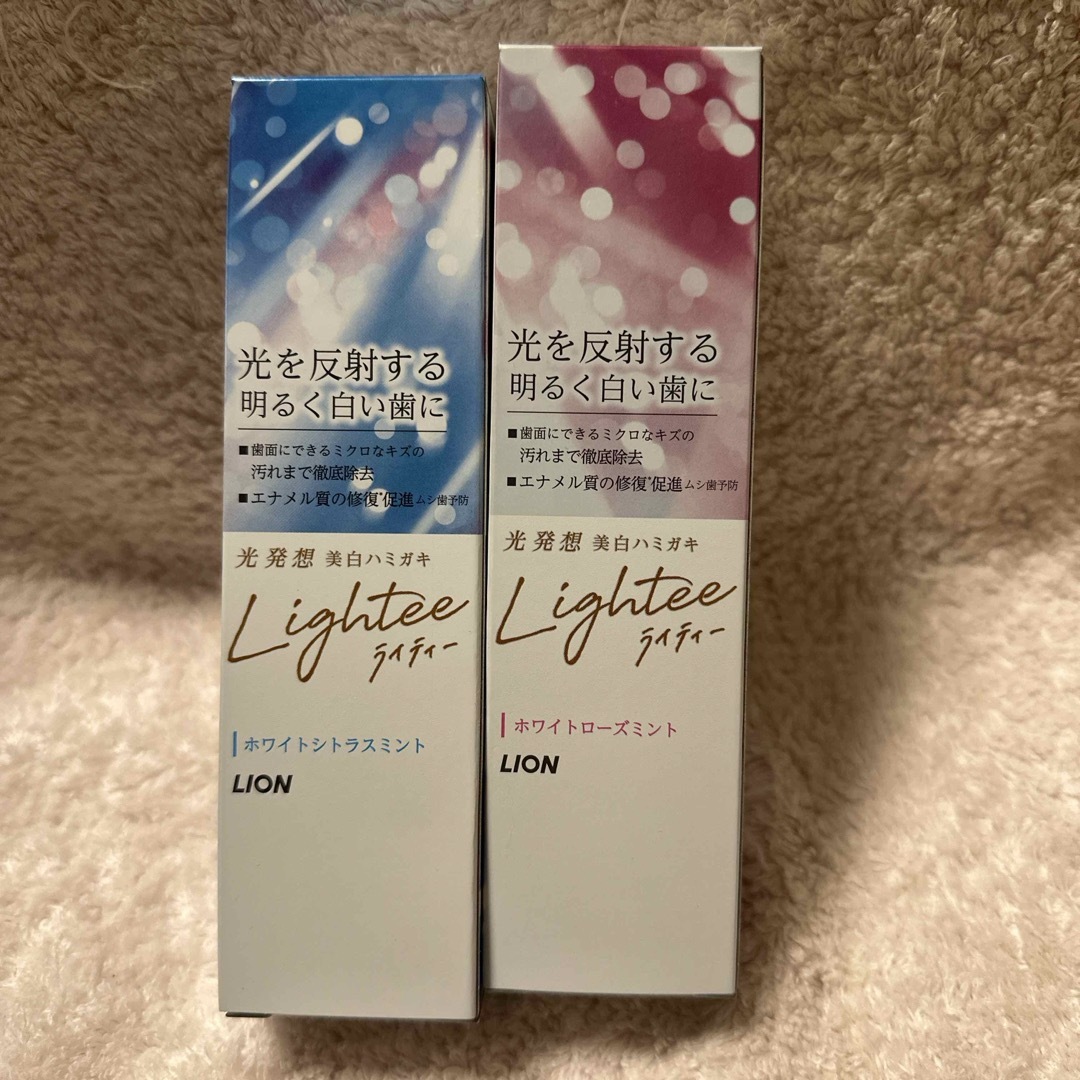 光を反射する
明るく白い歯に
■歯面にできるミクロなキズの
汚れまで徹底除去
■エナメル質の修復*促進ムシ歯予防
光発想 美白ハミガキ
Lightee
ライティー
ホワイトシトラスミント
LION
光を反射する
明るく白い歯に
■歯面にできるミクロなキズの
汚れまで徹底除去
■エナメル質の修復*促進ムシ歯予防
光発想 美白ハミガキ
Lightee
ライティー
ホワイトローズミント
LION